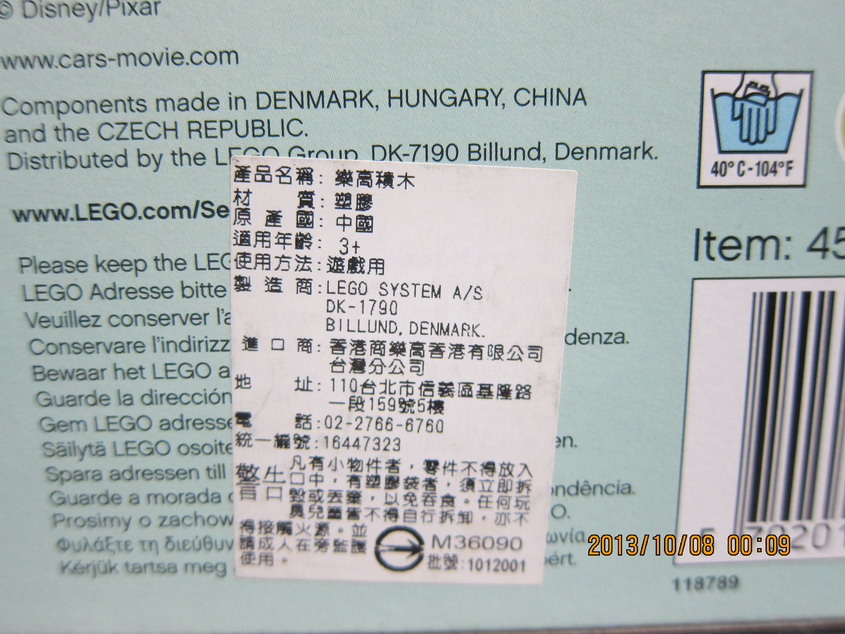 © Disney/Pixar
www.cars-movie.com
Components made in DENMARK, HUNGARY, CHINA
and the CZECH REPUBLIC.
Distributed by the LEGO Group, DK-7190 Billund, Denmark.
40°C-104°F
www.LEGO.com/Se
Item: 45
Please keep the LEG
LEGO Adresse bitte
Veuillez conserver l'a
Conservare l'indirizz
denza.
Bewaar het LEGO a
Guarde la dirección
Gem LEGO adresse
Säilytä LEGO osoite
en.
Spara adressen till
Guarde a morada
ondência.
Prosimy o zachow
O.
Φυλάξτε τη διεύθυν
ωνία.
Kérjük tartsa meg
ért.
產品名稱:樂高積木
材質:塑膠
原產國:中國
適用年齡:3+
使用方法:遊戲用
製造商:LEGO SYSTEM A/S
DK-1790
BILLUND,DENMARK.
進口商:香港商樂高香港有限公司
台灣分公司
地址:110台北市信義區基隆路
一段159號5樓
電話:02-2766-6760
統一編號:16447323
警告
凡有小物件者,零件不得放入
口中,有塑膠袋者,須立即拆
毀或丟棄,以免吞食。任何玩
具兒童皆不得自行拆卸,亦不
得接觸火源。並
請成人在旁監護
使用。
M36090
批號:1012001
5 70201
118789
2013/10/08 00:09